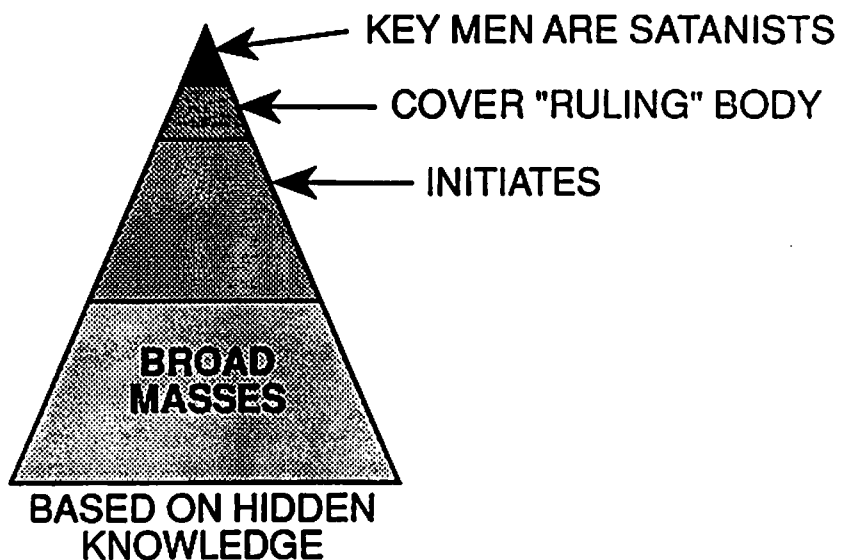 KEY MEN ARE SATANISTS
COVER "RULING" BODY
INITIATES
BROAD
MASSES
BASED ON HIDDEN
KNOWLEDGE